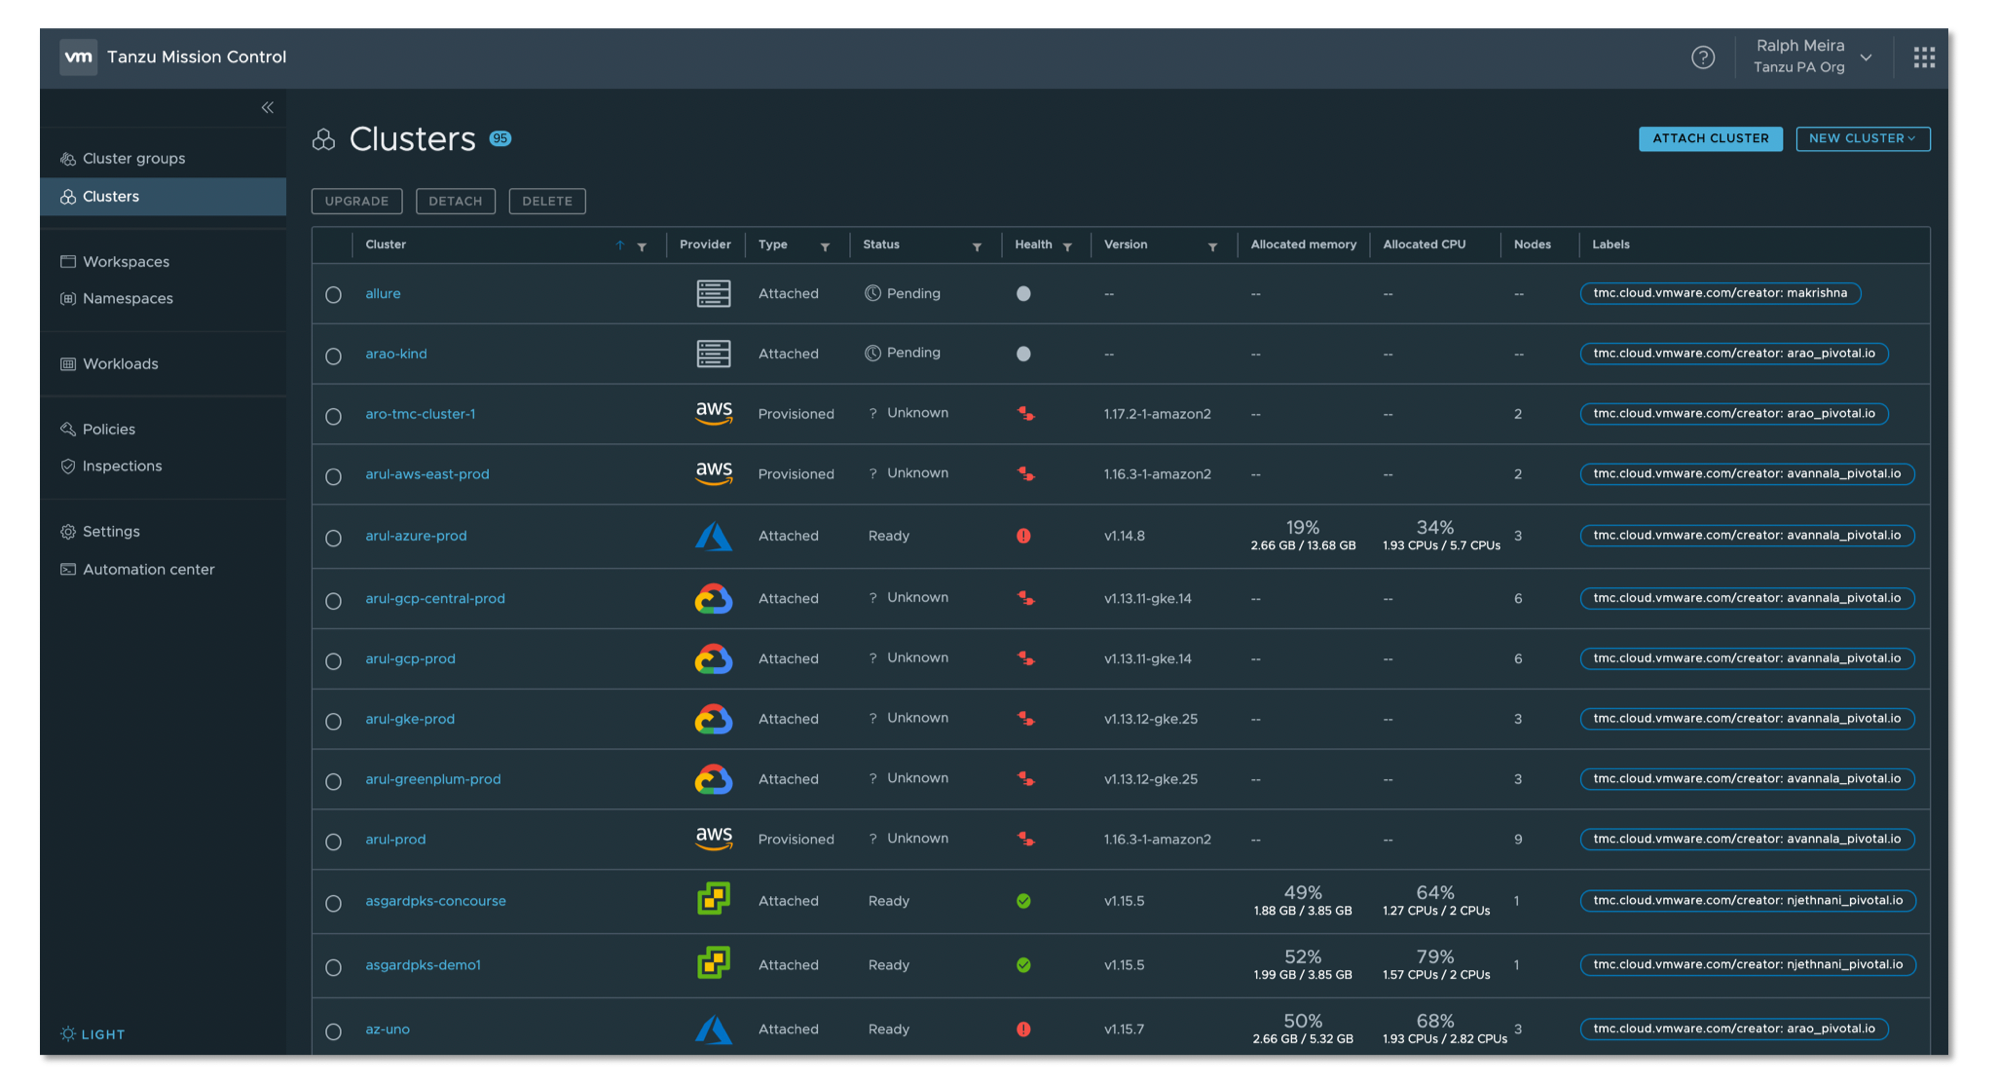 vm Tanzu Mission Control
Ralph Meira
Tanzu PA Org
Cluster groups
Clusters
Workspaces
Namespaces
Workloads
Policies
Inspections
Settings
Automation center
LIGHT
Clusters 95
ATTACH CLUSTER NEW CLUSTER
UPGRADE DETACH DELETE
Cluster Provider Type Status Health Version Allocated memory Allocated CPU Nodes Labels
allure Attached Pending -- -- -- -- tmc.cloud.vmware.com/creator: makrishna
arao-kind Attached Pending -- -- -- -- tmc.cloud.vmware.com/creator: arao_pivotal.io
aro-tmc-cluster-1 aws Provisioned ? Unknown 1.17.2-1-amazon2 -- -- 2 tmc.cloud.vmware.com/creator: arao_pivotal.io
arul-aws-east-prod aws Provisioned ? Unknown 1.16.3-1-amazon2 -- -- 2 tmc.cloud.vmware.com/creator: avannala_pivotal.io
19% 34%
arul-azure-prod Attached Ready v1.14.8 2.66 GB / 13.68 GB 1.93 CPUs / 5.7 CPUs 3 tmc.cloud.vmware.com/creator: avannala_pivotal.io
arul-gcp-central-prod Attached ? Unknown v1.13.11-gke.14 -- -- 6 tmc.cloud.vmware.com/creator: avannala_pivotal.io
arul-gcp-prod Attached ? Unknown v1.13.11-gke.14 -- -- 6 tmc.cloud.vmware.com/creator: avannala_pivotal.io
arul-gke-prod Attached ? Unknown v1.13.12-gke.25 -- -- 3 tmc.cloud.vmware.com/creator: avannala_pivotal.io
arul-greenplum-prod Attached ? Unknown v1.13.12-gke.25 -- -- 3 tmc.cloud.vmware.com/creator: avannala_pivotal.io
arul-prod aws Provisioned ? Unknown 1.16.3-1-amazon2 -- -- 9 tmc.cloud.vmware.com/creator: avannala_pivotal.io
49% 64%
asgardpks-concourse Attached Ready v1.15.5 1.88 GB / 3.85 GB 1.27 CPUs / 2 CPUs 1 tmc.cloud.vmware.com/creator: njethnani_pivotal.io
52% 79%
asgardpks-demo1 Attached Ready v1.15.5 1.99 GB / 3.85 GB 1.57 CPUs / 2 CPUs 1 tmc.cloud.vmware.com/creator: njethnani_pivotal.io
50% 68%
az-uno Attached Ready v1.15.7 2.66 GB / 5.32 GB 1.93 CPUs / 2.82 CPUs 3 tmc.cloud.vmware.com/creator: arao_pivotal.io